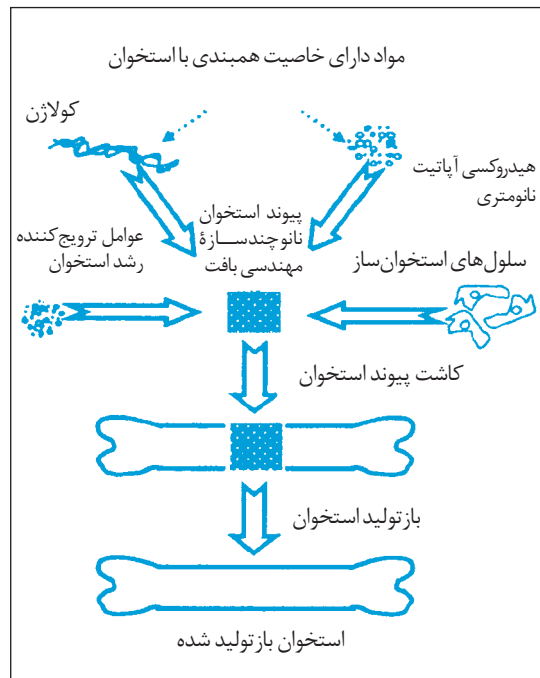 مواد دارای خاصیت همبندی با استخوان
کولاژن
هیدروکسی آپاتیت
نانومتری
پیوند استخوان
نانوچندسـازهٔ
مهندسی بافت
عوامل ترویج‌کننده
رشد استخوان
سلول‌های استخوان‌ساز
کاشت پیوند استخوان
بازتولید استخوان
استخوان بازتولید شده